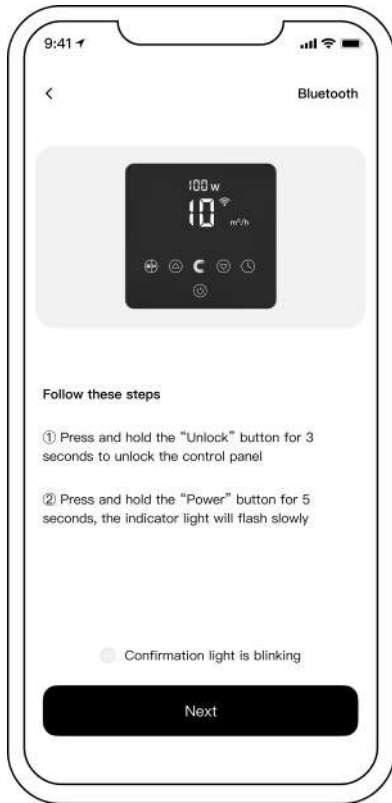 9:41
Bluetooth
100 w
10 m³/h
Follow these steps
① Press and hold the “Unlock” button for 3
seconds to unlock the control panel
② Press and hold the “Power” button for 5
seconds, the indicator light will flash slowly
Confirmation light is blinking
Next